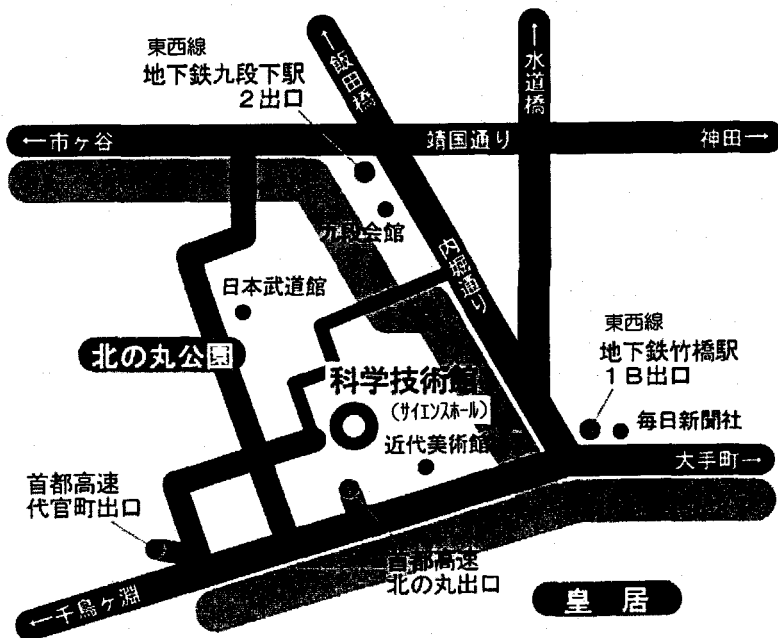 東西線
地下鉄九段下駅
2出口
↑飯田橋
↑水道橋
←市ヶ谷
靖国通り
神田→
九段会館
内堀通り
日本武道館
東西線
地下鉄竹橋駅
1B出口
北の丸公園
科学技術館
(サイエンスホール)
毎日新聞社
近代美術館
大手町→
首都高速
代官町出口
首都高速
北の丸出口
皇居
←千鳥ヶ淵